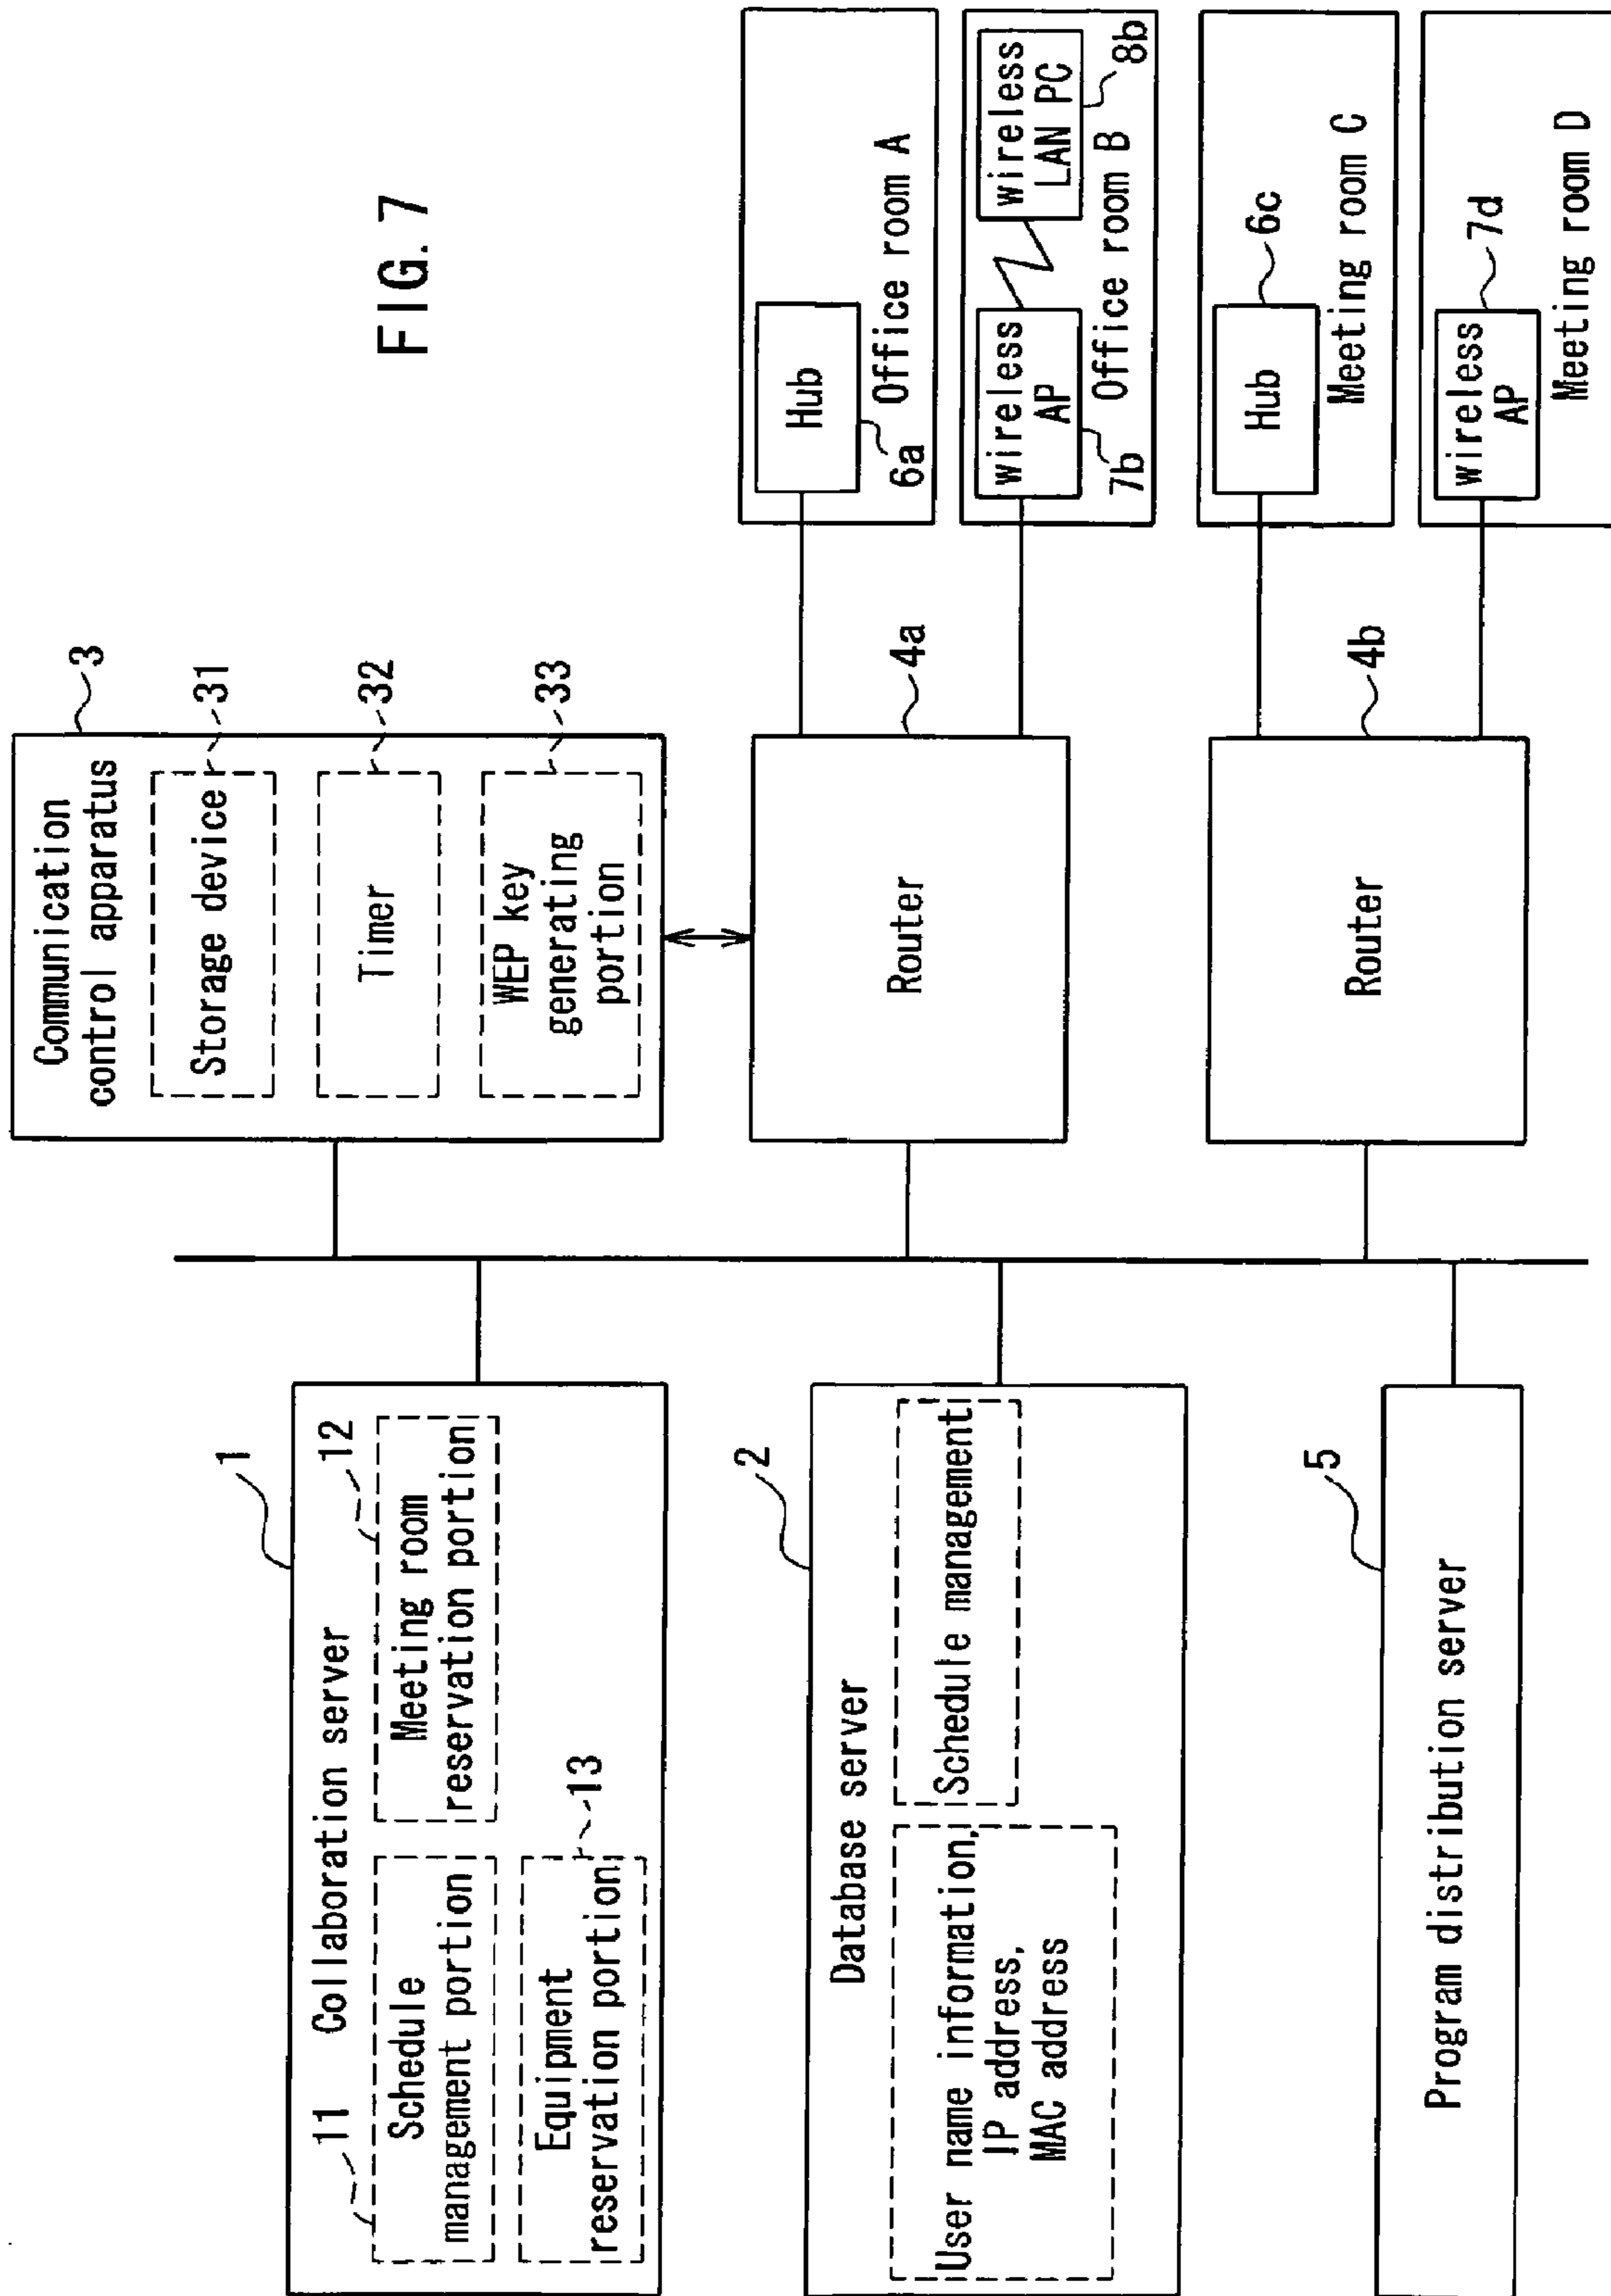 FIG. 7
1
11
Collaboration server
12
Schedule
management portion
Meeting room
reservation portion
13
Equipment
reservation portion
2
Database server
User name information,
IP address,
MAC address
Schedule management
5
Program distribution server
3
Communication
control apparatus
31
Storage device
32
Timer
33
WEP key
generating
portion
4a
Router
4b
Router
Hub
6a
Office room A
wireless
AP
7b
wireless
LAN PC
8b
Office room B
Hub
6c
Meeting room C
wireless
AP
7d
Meeting room D